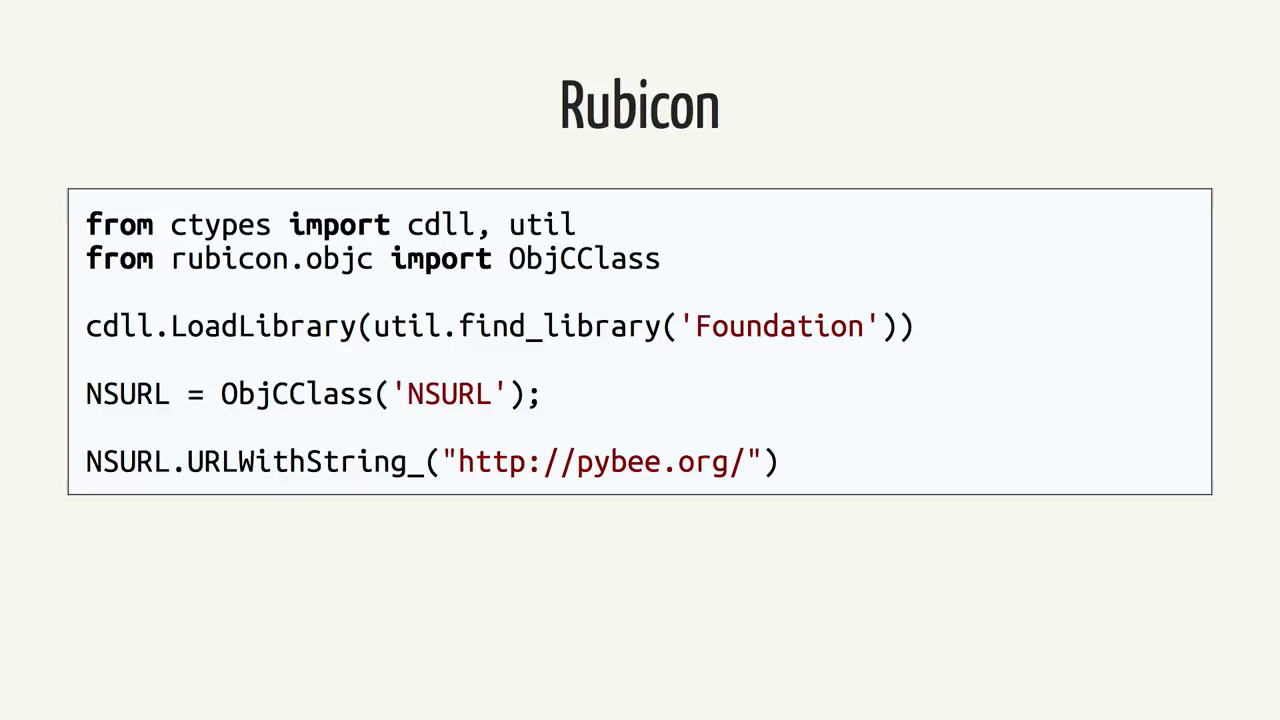 Rubicon
from ctypes import cdll, util
from rubicon.objc import ObjCClass
cdll.LoadLibrary(util.find_library('Foundation'))
NSURL = ObjCClass('NSURL');
NSURL.URLWithString_("http://pybee.org/")